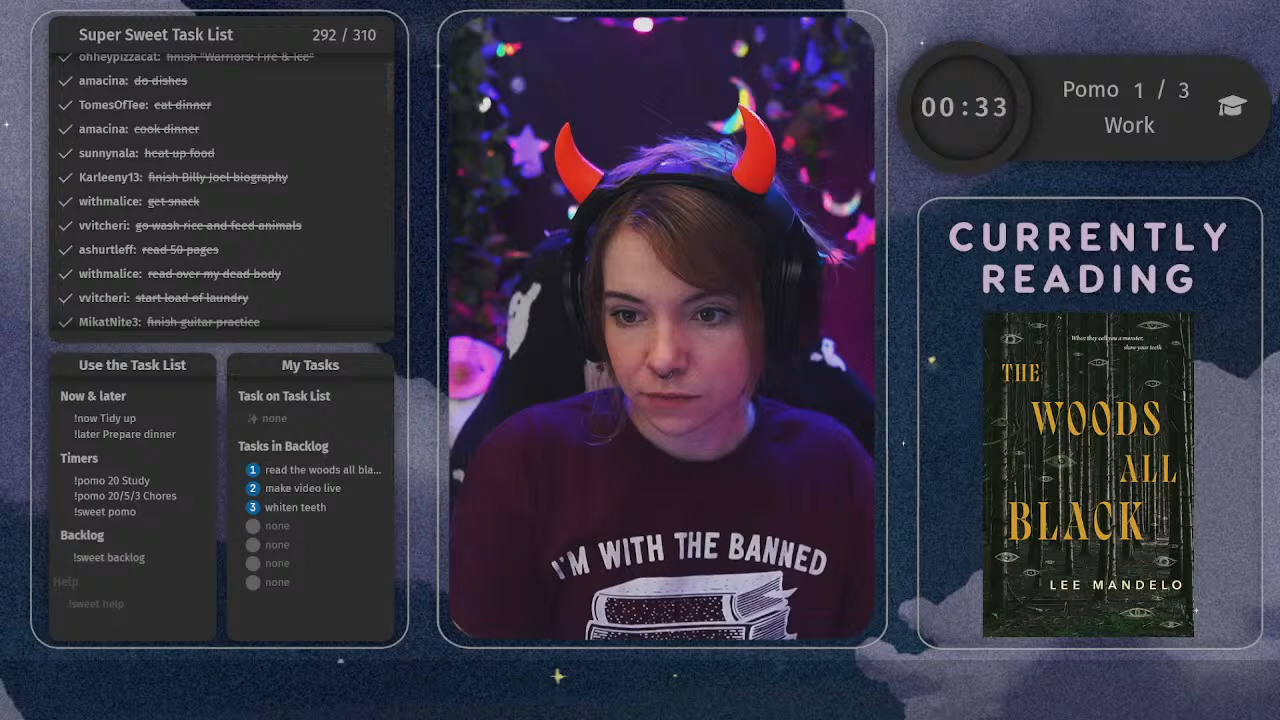 Super Sweet Task List 292 / 310
ohheypizzacat: finish "Warriors: Fire & Ice"
amacina: do dishes
TomesOfTee: eat dinner
amacina: cook dinner
sunnynala: heat up food
Karleeny13: finish Billy Joel biography
withmalice: get snack
vvitcheri: go wash rice and feed animals
ashurtleff: read 50 pages
withmalice: read over my dead body
vvitcheri: start load of laundry
MikatNite3: finish guitar practice
Use the Task List
Now & later
!now Tidy up
!later Prepare dinner
Timers
!pomo 20 Study
!pomo 20/5/3 Chores
!sweet pomo
Backlog
!sweet backlog
Help
!sweet help
My Tasks
Task on Task List
none
Tasks in Backlog
1 read the woods all bla...
2 make video live
3 whiten teeth
none
none
none
none
I'M WITH THE BANNED
00:33
Pomo 1 / 3
Work
CURRENTLY
READING
When they call you a monster,
show your teeth
THE
WOODS
ALL
BLACK
LEE MANDELO